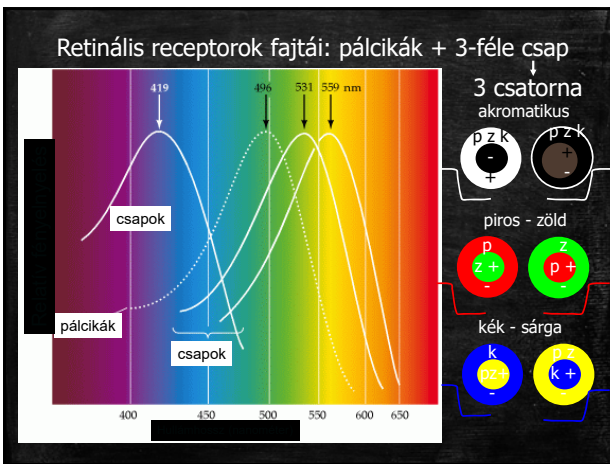 Retinális receptorok fajtái: pálcikák + 3-féle csap
419
496
531
559 nm
csapok
pálcikák
csapok
400
450
500
550
600
650
3 csatorna
akromatikus
p z k
-
+
p z k
+
-
piros - zöld
p
z +
-
z
p +
-
kék - sárga
k
pz+
-
p z
k +
-